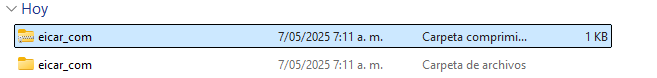 Hoy
eicar_com 7/05/2025 7:11 a. m. Carpeta comprimi... 1 KB
eicar_com 7/05/2025 7:11 a. m. Carpeta de archivos